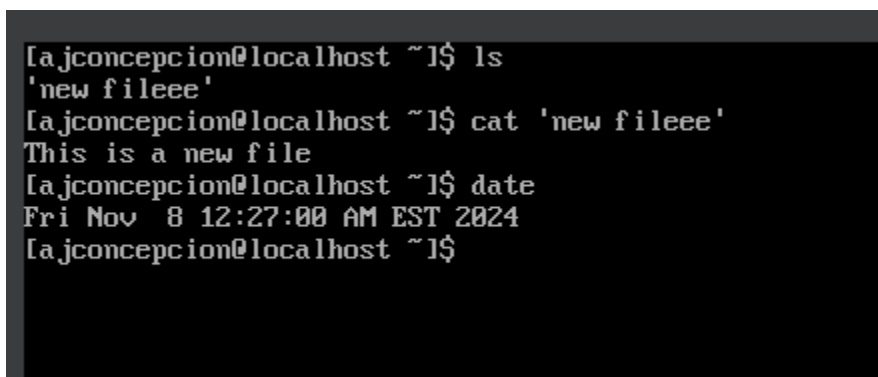 [ajconcepcion@localhost ~]$ ls
'new fileee'
[ajconcepcion@localhost ~]$ cat 'new fileee'
This is a new file
[ajconcepcion@localhost ~]$ date
Fri Nov  8 12:27:00 AM EST 2024
[ajconcepcion@localhost ~]$